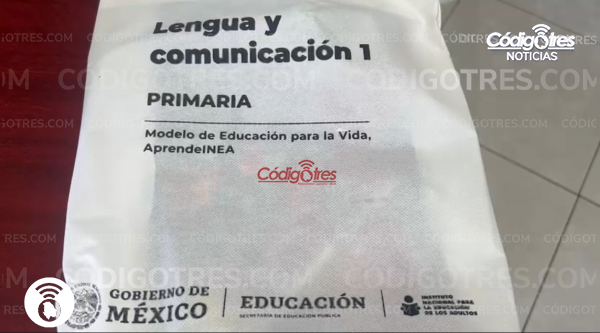 Lengua y
comunicación 1
PRIMARIA
Modelo de Educación para la Vida,
AprendeINEA
Códigotres
NOTICIAS
Códigotres
CODIGOTRES.COM
GOBIERNO DE
MÉXICO
EDUCACIÓN
SECRETARÍA DE EDUCACIÓN PÚBLICA
INSTITUTO
NACIONAL PARA
LA EDUCACIÓN
DE LOS ADULTOS